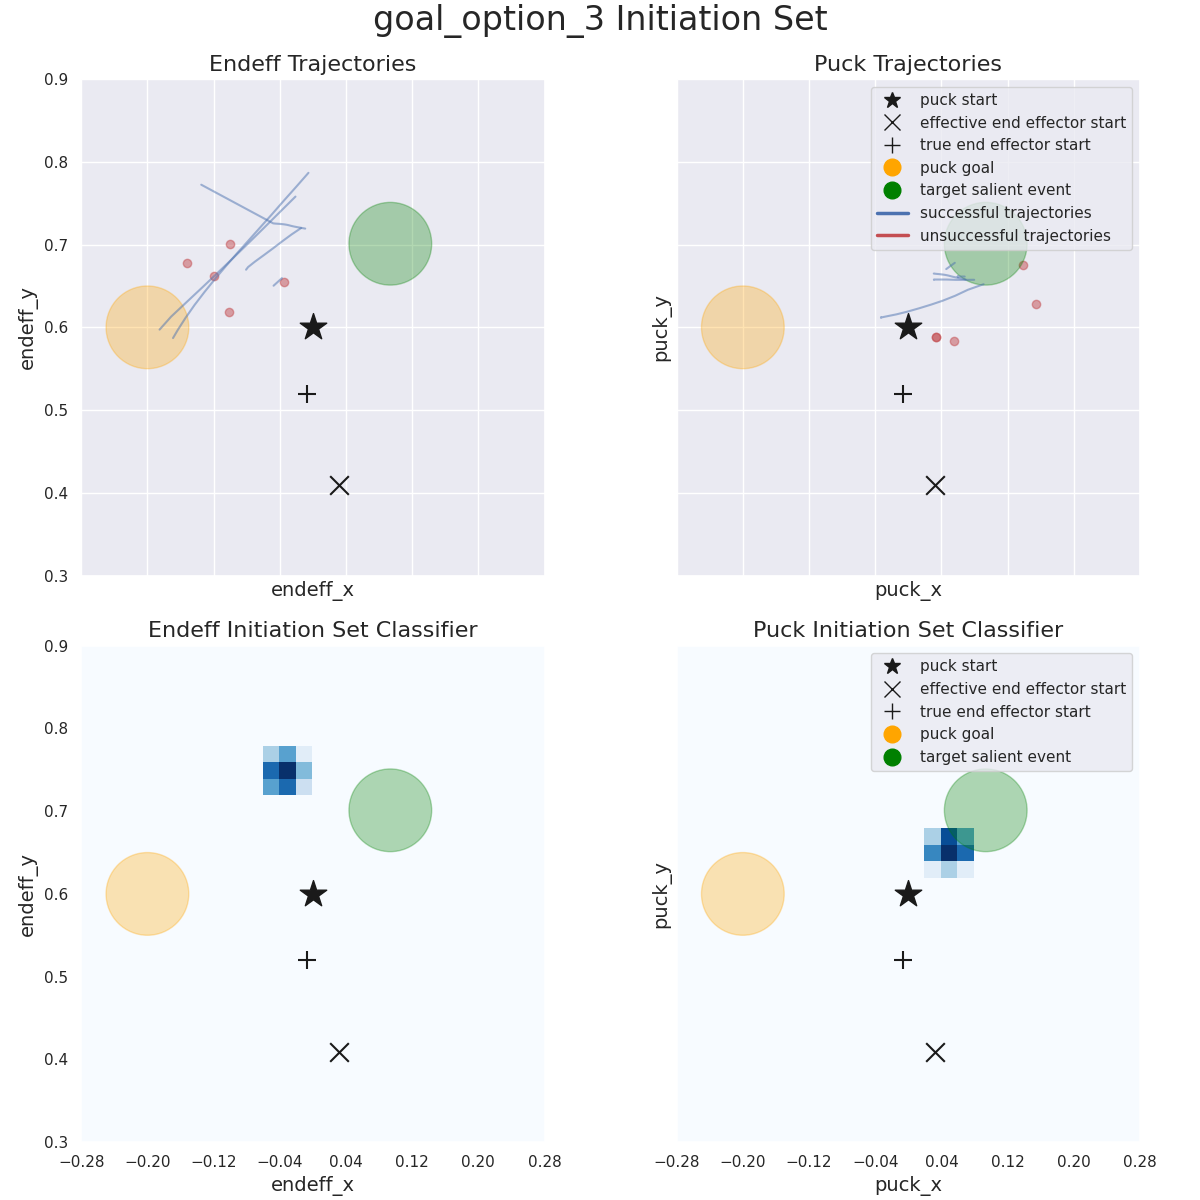 goal_option_3 Initiation Set
Endeff Trajectories
0.9
0.8
0.7
0.6
0.5
0.4
0.3
endeff_y
endeff_x
Puck Trajectories
puck start
effective end effector start
true end effector start
puck goal
target salient event
successful trajectories
unsuccessful trajectories
puck_y
puck_x
Endeff Initiation Set Classifier
0.9
0.8
0.7
0.6
0.5
0.4
0.3
endeff_y
−0.28 −0.20 −0.12 −0.04 0.04 0.12 0.20 0.28
endeff_x
Puck Initiation Set Classifier
puck start
effective end effector start
true end effector start
puck goal
target salient event
puck_y
−0.28 −0.20 −0.12 −0.04 0.04 0.12 0.20 0.28
puck_x